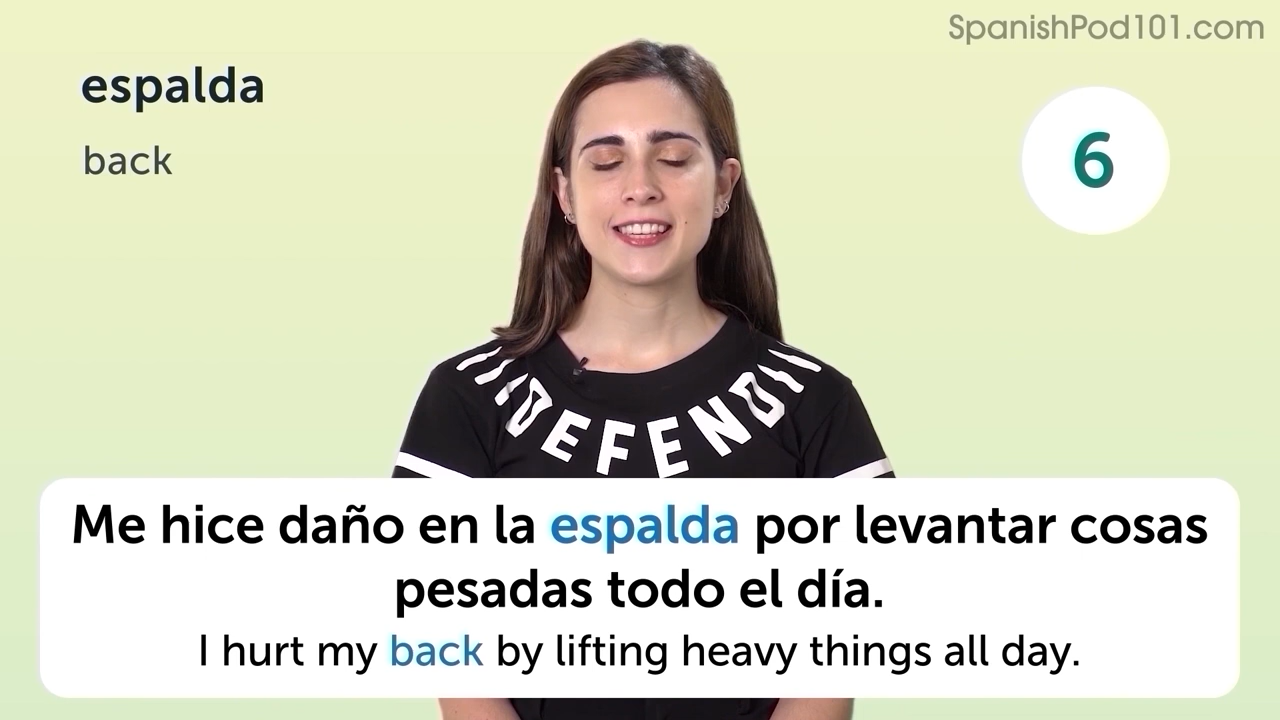 SpanishPod101.com
espalda
back
6
DEFEND
Me hice daño en la espalda por levantar cosas
pesadas todo el día.
I hurt my back by lifting heavy things all day.